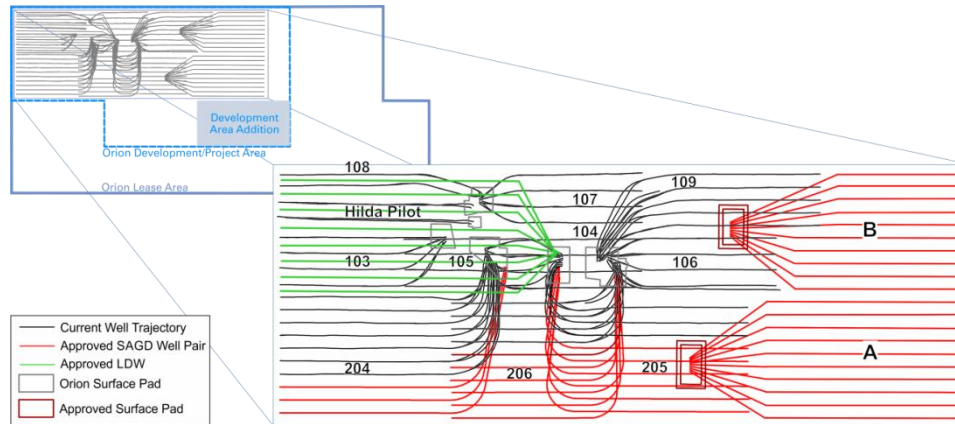 Development
Area Addition
Orion Development/Project Area
Orion Lease Area
108
109
107
Hilda Pilot
104
B
103
105
106
Current Well Trajectory
Approved SAGD Well Pair
Approved LDW
Orion Surface Pad
Approved Surface Pad
204
206
205
A